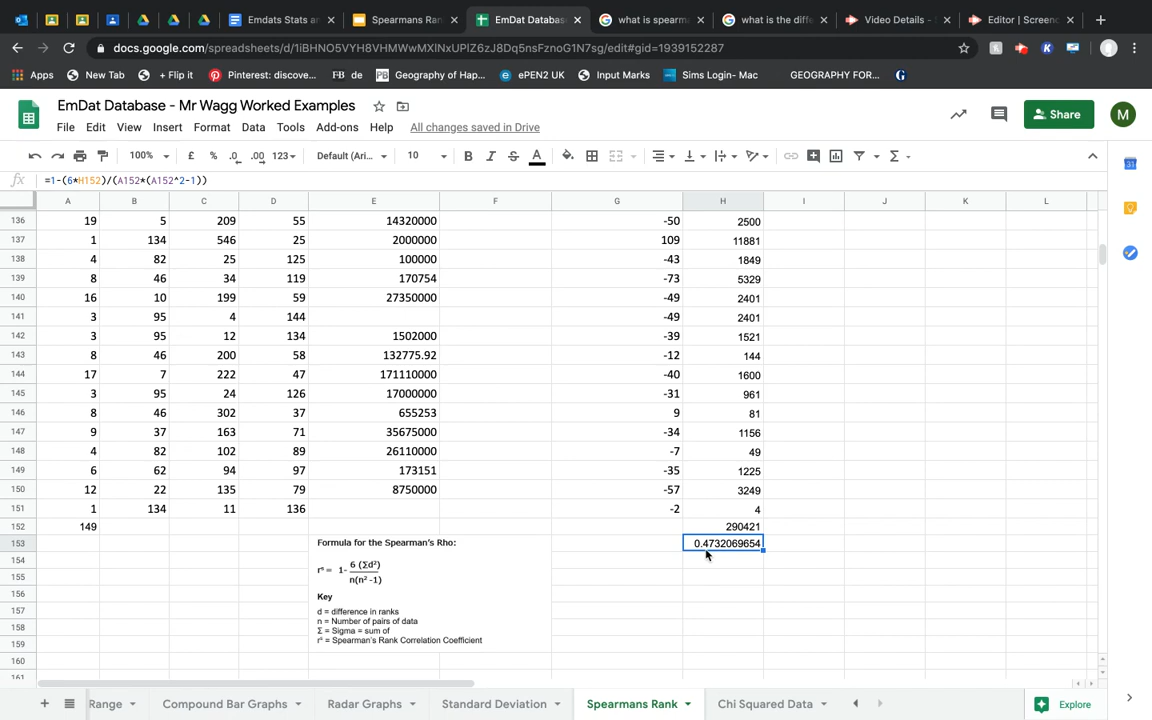 Emdats Stats an
Spearmans Ran
EmDat Databas
what is spearm
what is the diffe
Video Details -
Editor | Screenc
docs.google.com/spreadsheets/d/1iBHNO5VYH8VHMWwMXlNxUPIZ6zJ8Dq5nsFznoG1N7sg/edit#gid=1939152287
Apps New Tab + Flip it Pinterest: discove... FB de Geography of Hap... ePEN2 UK Input Marks Sims Login- Mac GEOGRAPHY FOR...
EmDat Database - Mr Wagg Worked Examples
File Edit View Insert Format Data Tools Add-ons Help All changes saved in Drive
Share
M
100% £ % .0 .00 123 Default (Ari... 10 B I S A
fx =1-(6*H152)/(A152*(A152^2-1))
A B C D E F G H I J K L
136 19 5 209 55 14320000 -50 2500
137 1 134 546 25 2000000 109 11881
138 4 82 25 125 100000 -43 1849
139 8 46 34 119 170754 -73 5329
140 16 10 199 59 27350000 -49 2401
141 3 95 4 144 -49 2401
142 3 95 12 134 1502000 -39 1521
143 8 46 200 58 132775.92 -12 144
144 17 7 222 47 171110000 -40 1600
145 3 95 24 126 17000000 -31 961
146 8 46 302 37 655253 9 81
147 9 37 163 71 35675000 -34 1156
148 4 82 102 89 26110000 -7 49
149 6 62 94 97 173151 -35 1225
150 12 22 135 79 8750000 -57 3249
151 1 134 11 136 -2 4
152 149 290421
153 0.4732069654
154
155
156
157
158
159
160
161
Formula for the Spearman's Rho:
rˢ = 1- 6 (Σd²)
n(n² -1)
Key
d = difference in ranks
n = Number of pairs of data
Σ = Sigma = sum of
rˢ = Spearman's Rank Correlation Coefficient
Range Compound Bar Graphs Radar Graphs Standard Deviation Spearmans Rank Chi Squared Data Explore